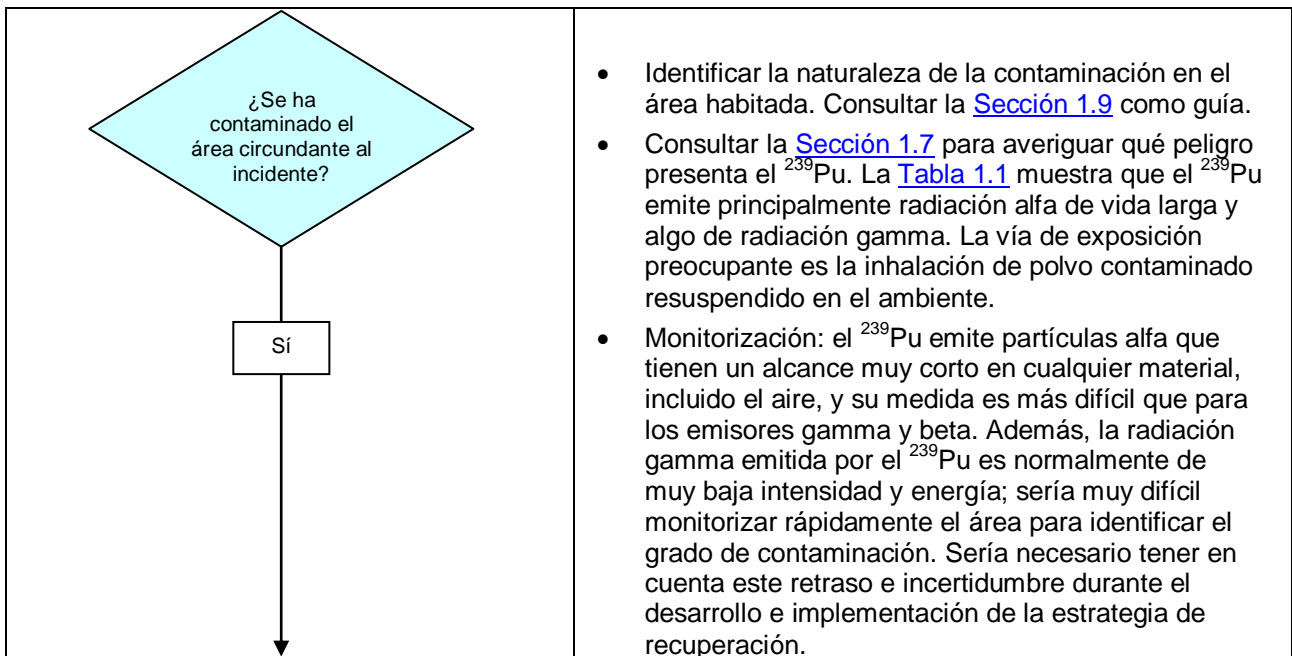 ¿Se ha
contaminado el
área circundante al
incidente?
Sí
• Identificar la naturaleza de la contaminación en el
área habitada. Consultar la Sección 1.9 como guía.
• Consultar la Sección 1.7 para averiguar qué peligro
presenta el ²³⁹Pu. La Tabla 1.1 muestra que el ²³⁹Pu
emite principalmente radiación alfa de vida larga y
algo de radiación gamma. La vía de exposición
preocupante es la inhalación de polvo contaminado
resuspendido en el ambiente.
• Monitorización: el ²³⁹Pu emite partículas alfa que
tienen un alcance muy corto en cualquier material,
incluido el aire, y su medida es más difícil que para
los emisores gamma y beta. Además, la radiación
gamma emitida por el ²³⁹Pu es normalmente de
muy baja intensidad y energía; sería muy difícil
monitorizar rápidamente el área para identificar el
grado de contaminación. Sería necesario tener en
cuenta este retraso e incertidumbre durante el
desarrollo e implementación de la estrategia de
recuperación.